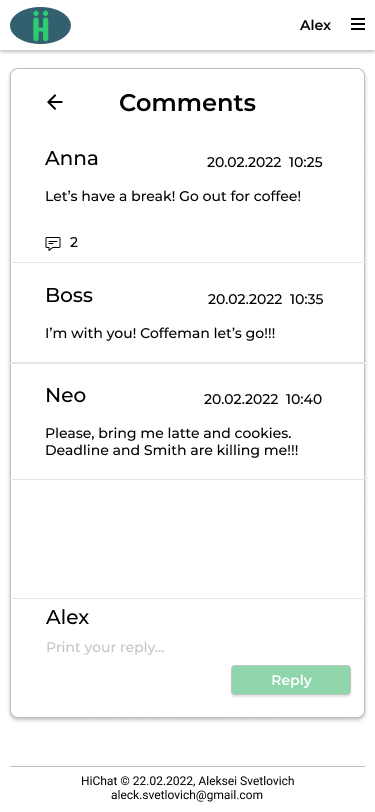 Alex
Comments
Anna
20.02.2022 10:25
Let's have a break! Go out for coffee!
2
Boss
20.02.2022 10:35
I'm with you! Coffeman let's go!!!
Neo
20.02.2022 10:40
Please, bring me latte and cookies.
Deadline and Smith are killing me!!!
Alex
Print your reply...
Reply
HiChat © 22.02.2022, Aleksei Svetlovich
aleck.svetlovich@gmail.com